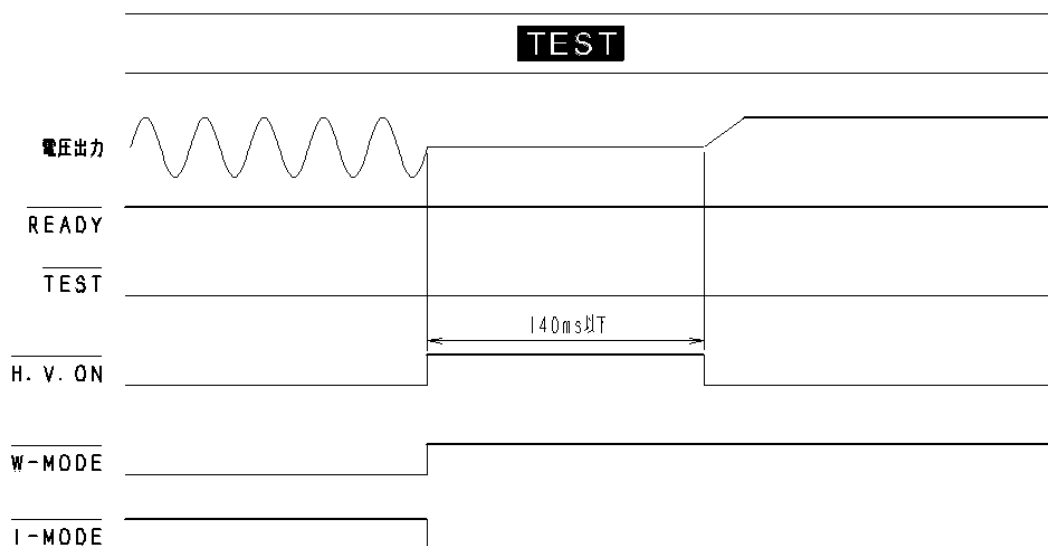 TEST
電圧出力
READY
TEST
140ms以下
H.V.ON
W-MODE
I-MODE